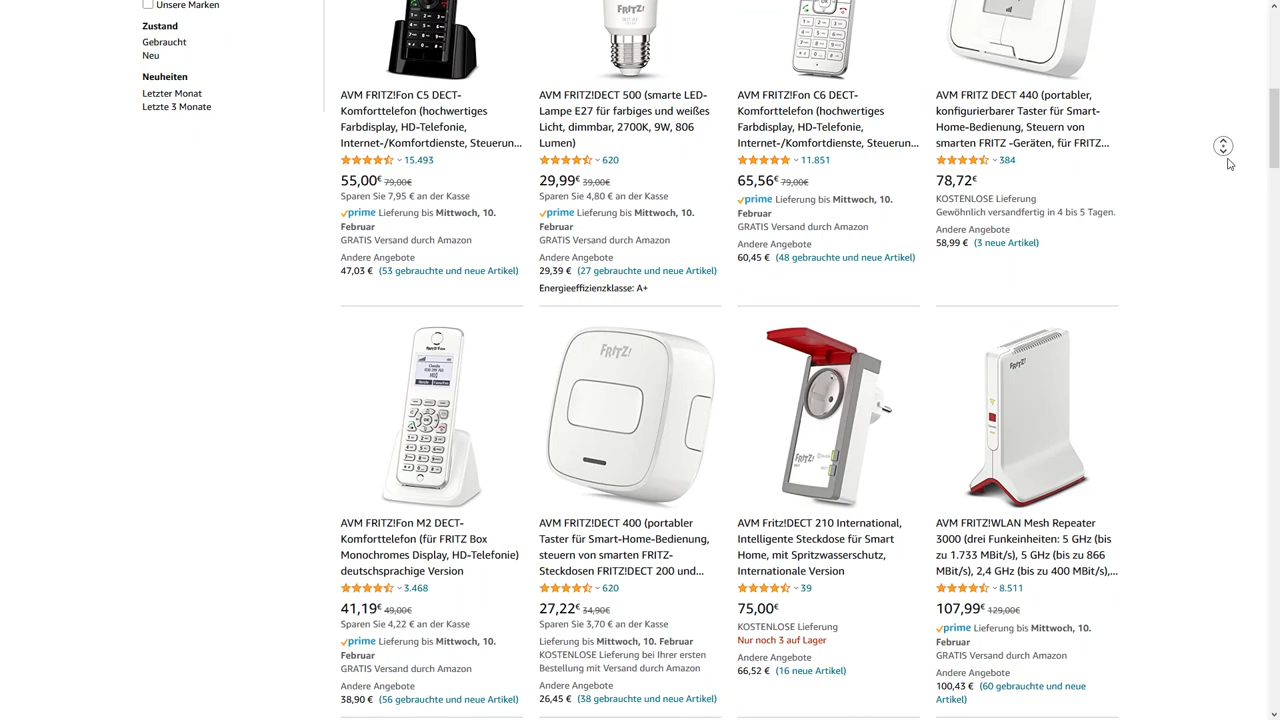 Unsere Marken
Zustand
Gebraucht
Neu
Neuheiten
Letzter Monat
Letzte 3 Monate
FRITZ!
AVM FRITZ!Fon C5 DECT-
Komforttelefon (hochwertiges
Farbdisplay, HD-Telefonie,
Internet-/Komfortdienste, Steuerun...
15.493
55,00€ 79,00€
Sparen Sie 7,95 € an der Kasse
prime Lieferung bis Mittwoch, 10.
Februar
GRATIS Versand durch Amazon
Andere Angebote
47,03 € (53 gebrauchte und neue Artikel)
AVM FRITZ!DECT 500 (smarte LED-
Lampe E27 für farbiges und weißes
Licht, dimmbar, 2700K, 9W, 806
Lumen)
620
29,99€ 39,00€
Sparen Sie 4,80 € an der Kasse
prime Lieferung bis Mittwoch, 10.
Februar
GRATIS Versand durch Amazon
Andere Angebote
29,39 € (27 gebrauchte und neue Artikel)
Energieeffizienzklasse: A+
AVM FRITZ!Fon C6 DECT-
Komforttelefon (hochwertiges
Farbdisplay, HD-Telefonie,
Internet-/Komfortdienste, Steuerun...
11.851
65,56€ 79,00€
prime Lieferung bis Mittwoch, 10.
Februar
GRATIS Versand durch Amazon
Andere Angebote
60,45 € (48 gebrauchte und neue Artikel)
AVM FRITZ DECT 440 (portabler,
konfigurierbarer Taster für Smart-
Home-Bedienung, Steuern von
smarten FRITZ -Geräten, für FRITZ...
384
78,72€
KOSTENLOSE Lieferung
Gewöhnlich versandfertig in 4 bis 5 Tagen.
Andere Angebote
58,99 € (3 neue Artikel)
FRITZ!
FRITZ!
FRITZ!
AVM FRITZ!Fon M2 DECT-
Komforttelefon (für FRITZ Box
Monochromes Display, HD-Telefonie)
deutschsprachige Version
3.468
41,19€ 49,00€
Sparen Sie 4,22 € an der Kasse
prime Lieferung bis Mittwoch, 10.
Februar
GRATIS Versand durch Amazon
Andere Angebote
38,90 € (56 gebrauchte und neue Artikel)
AVM FRITZ!DECT 400 (portabler
Taster für Smart-Home-Bedienung,
steuern von smarten FRITZ-
Steckdosen FRITZ!DECT 200 und...
620
27,22€ 34,90€
Sparen Sie 3,70 € an der Kasse
Lieferung bis Mittwoch, 10. Februar
KOSTENLOSE Lieferung bei Ihrer ersten
Bestellung mit Versand durch Amazon
Andere Angebote
26,45 € (38 gebrauchte und neue Artikel)
AVM Fritz!DECT 210 International,
Intelligente Steckdose für Smart
Home, mit Spritzwasserschutz,
Internationale Version
39
75,00€
KOSTENLOSE Lieferung
Nur noch 3 auf Lager
Andere Angebote
66,52 € (16 neue Artikel)
AVM FRITZ!WLAN Mesh Repeater
3000 (drei Funkeinheiten: 5 GHz (bis
zu 1.733 MBit/s), 5 GHz (bis zu 866
MBit/s), 2,4 GHz (bis zu 400 MBit/s),...
8.511
107,99€ 129,00€
prime Lieferung bis Mittwoch, 10.
Februar
GRATIS Versand durch Amazon
Andere Angebote
100,43 € (60 gebrauchte und neue
Artikel)